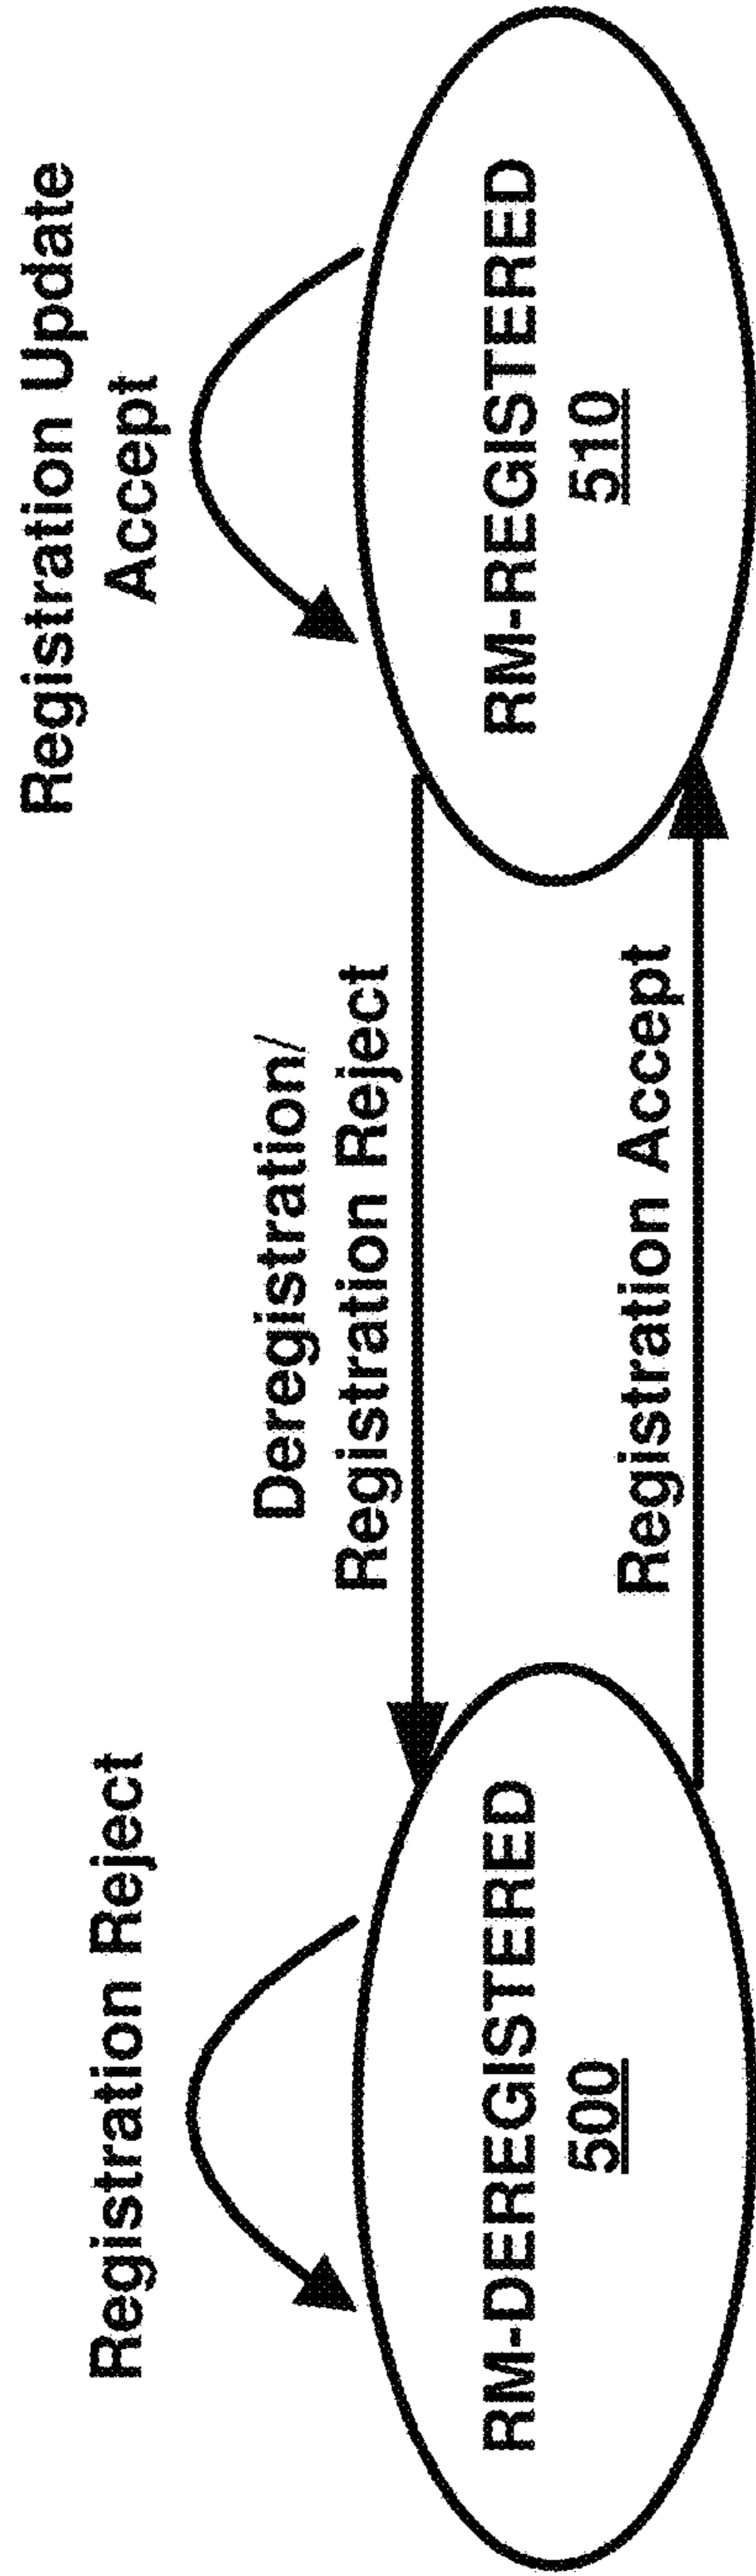 Registration Reject
RM-DEREGISTERED
500
Deregistration/
Registration Reject
Registration Accept
Registration Update
Accept
RM-REGISTERED
510